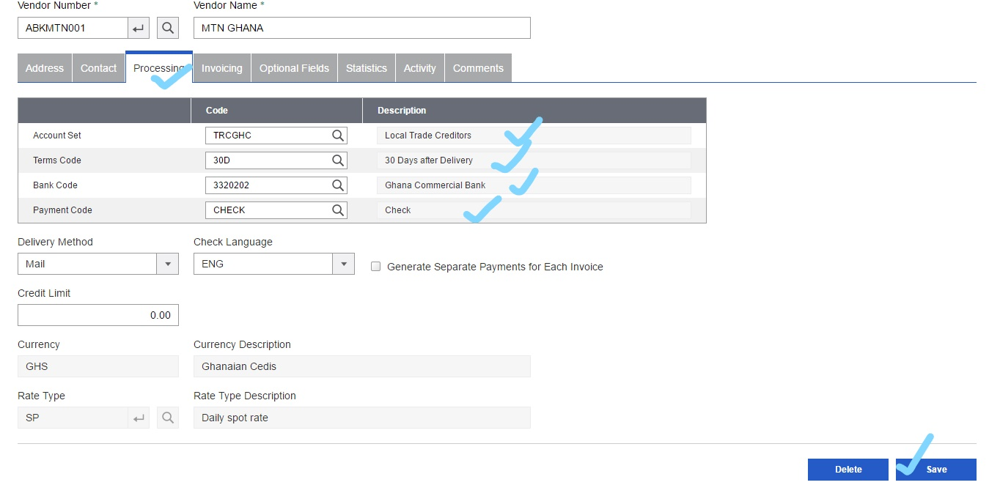 Vendor Number * Vendor Name *
ABKMTN001 MTN GHANA
Address Contact Processing Invoicing Optional Fields Statistics Activity Comments
Code Description
Account Set TRCGHC Local Trade Creditors
Terms Code 30D 30 Days after Delivery
Bank Code 3320202 Ghana Commercial Bank
Payment Code CHECK Check
Delivery Method Check Language
Mail ENG Generate Separate Payments for Each Invoice
Credit Limit
0.00
Currency Currency Description
GHS Ghanaian Cedis
Rate Type Rate Type Description
SP Daily spot rate
Delete Save